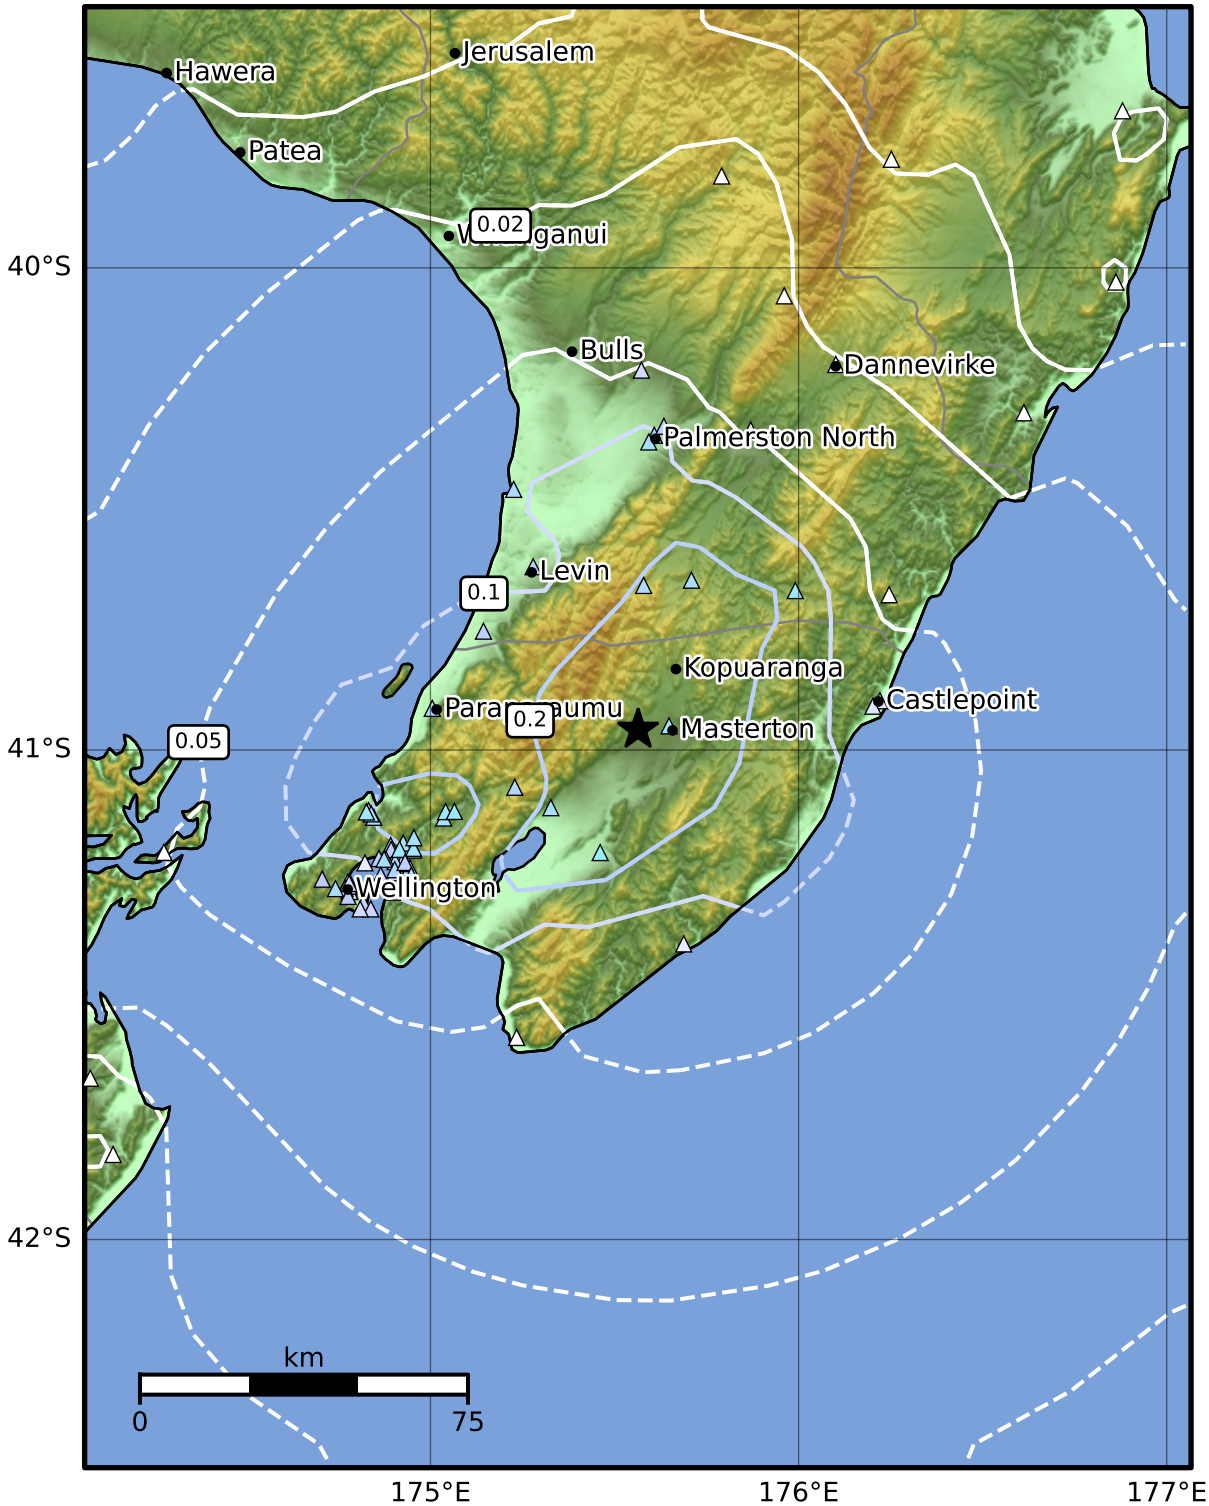 Jerusalem
Hawera
Patea
0.02
40°S
Bulls
Dannevirke
Palmerston North
Levin
0.1
Kopuaranga
Castlepoint
0.2
Masterton
0.05
41°S
Wellington
42°S
km
0
75
175°E
176°E
177°E